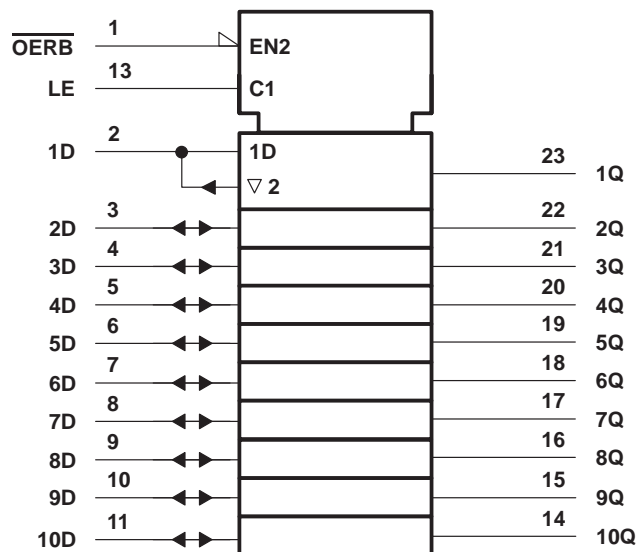 OERB 1 EN2
LE 13 C1
1D 2 1D 23 1Q
▽ 2
2D 3 22 2Q
3D 4 21 3Q
4D 5 20 4Q
5D 6 19 5Q
6D 7 18 6Q
7D 8 17 7Q
8D 9 16 8Q
9D 10 15 9Q
10D 11 14 10Q